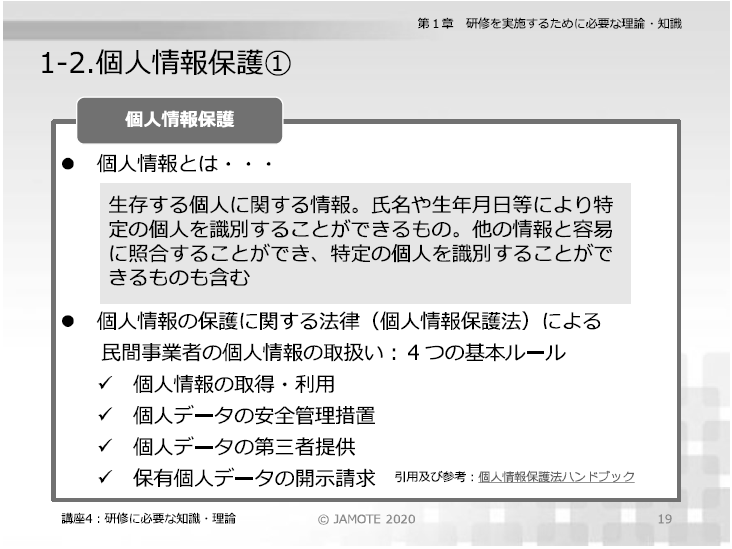 第１章　研修を実施するために必要な理論・知識
1-2.個人情報保護①
個人情報保護
● 個人情報とは・・・
生存する個人に関する情報。氏名や生年月日等により特
定の個人を識別することができるもの。他の情報と容易
に照合することができ、特定の個人を識別することがで
きるものも含む
● 個人情報の保護に関する法律（個人情報保護法）による
民間事業者の個人情報の取扱い：４つの基本ルール
✓ 個人情報の取得・利用
✓ 個人データの安全管理措置
✓ 個人データの第三者提供
✓ 保有個人データの開示請求 引用及び参考：個人情報保護法ハンドブック
講座4：研修に必要な知識・理論 © JAMOTE 2020 19